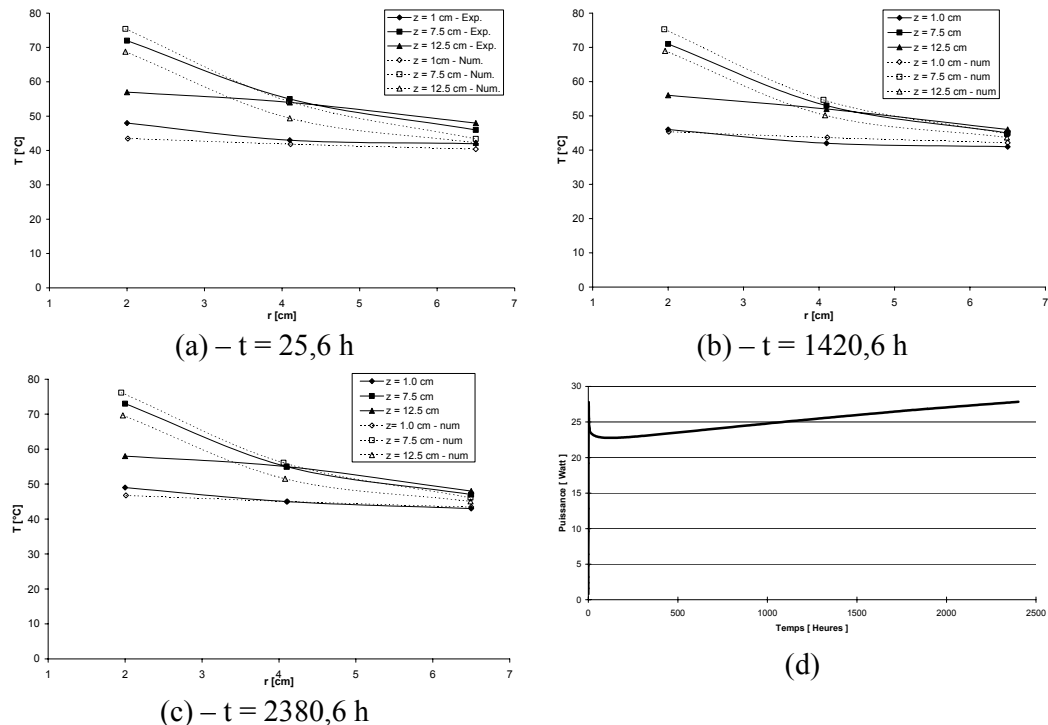 80
70
60
50
40
30
20
10
0
T [°C]
1 2 3 4 5 6 7
r [cm]
z = 1 cm - Exp.
z = 7.5 cm - Exp.
z = 12.5 cm - Exp.
z = 1cm - Num.
z = 7.5 cm - Num.
z = 12.5 cm - Num.
(a) – t = 25,6 h
80
70
60
50
40
30
20
10
0
T [°C]
1 2 3 4 5 6 7
r [cm]
z = 1.0 cm
z = 7.5 cm
z = 12.5 cm
z = 1.0 cm - num
z = 7.5 cm - num
z = 12.5 cm - num
(b) – t = 1420,6 h
80
70
60
50
40
30
20
10
0
T [°C]
1 2 3 4 5 6 7
r [cm]
z = 1.0 cm
z = 7.5 cm
z = 12.5 cm
z= 1.0 cm - num
z = 7.5 cm - num
z = 12.5 cm - num
(c) – t = 2380,6 h
30
25
20
15
10
5
0
Puissance [ Watt ]
0 500 1000 1500 2000 2500
Temps [ Heures ]
(d)